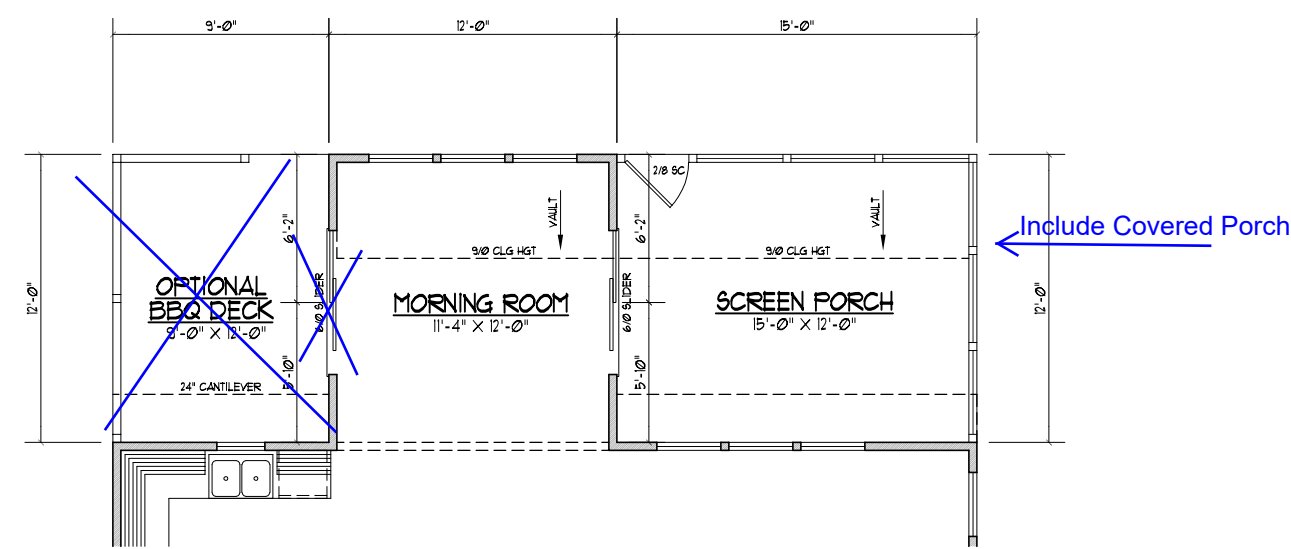 9'-0"
12'-0"
15'-0"
2/8 SC
VAULT
VAULT
6'-2"
6'-2"
Include Covered Porch
9/0 CLG HGT
9/0 CLG HGT
12'-0"
OPTIONAL
BBQ DECK
9'-0" X 12'-0"
6/0 SLIDER
MORNING ROOM
11'-4" X 12'-0"
6/0 SLIDER
SCREEN PORCH
15'-0" X 12'-0"
12'-0"
24" CANTILEVER
5'-10"
5'-10"